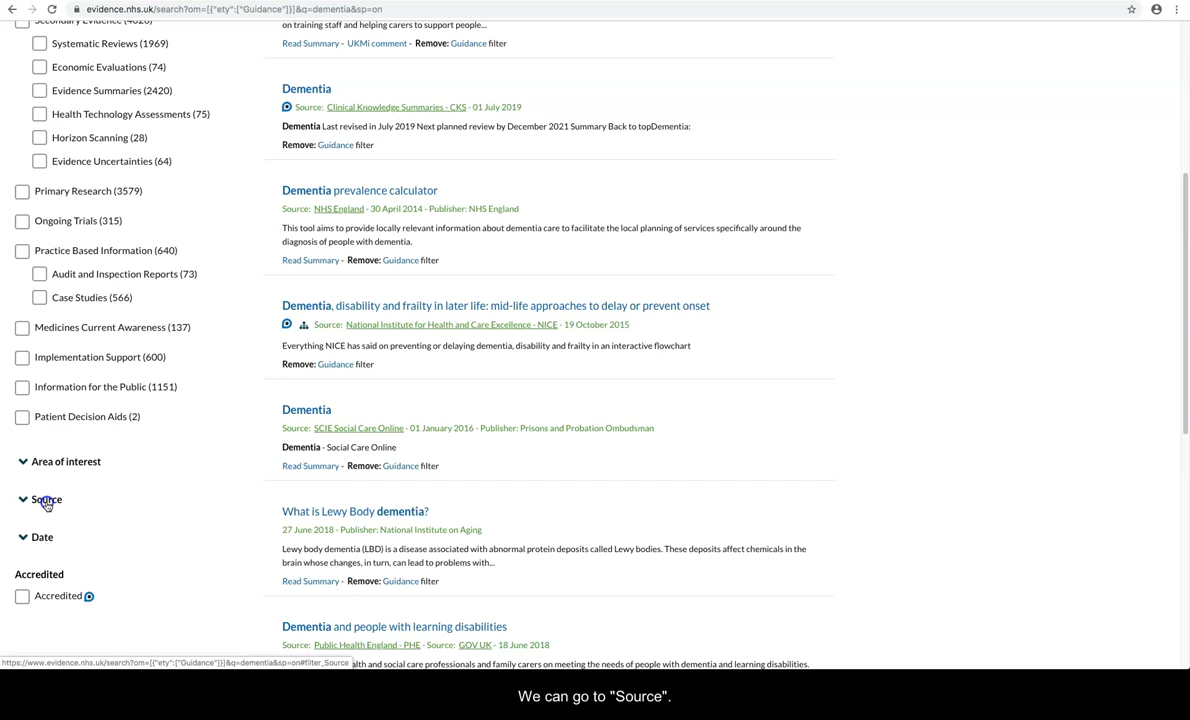 evidence.nhs.uk/search?om=[{"ety":["Guidance"]}]&q=dementia&sp=on
Secondary Evidence (4620)
Systematic Reviews (1969)
Economic Evaluations (74)
Evidence Summaries (2420)
Health Technology Assessments (75)
Horizon Scanning (28)
Evidence Uncertainties (64)
Primary Research (3579)
Ongoing Trials (315)
Practice Based Information (640)
Audit and Inspection Reports (73)
Case Studies (566)
Medicines Current Awareness (137)
Implementation Support (600)
Information for the Public (1151)
Patient Decision Aids (2)
Area of interest
Source
Date
Accredited
Accredited
on training staff and helping carers to support people...
Read Summary - UKMi comment - Remove: Guidance filter
Dementia
Source: Clinical Knowledge Summaries - CKS - 01 July 2019
Dementia Last revised in July 2019 Next planned review by December 2021 Summary Back to topDementia:
Remove: Guidance filter
Dementia prevalence calculator
Source: NHS England - 30 April 2014 - Publisher: NHS England
This tool aims to provide locally relevant information about dementia care to facilitate the local planning of services specifically around the
diagnosis of people with dementia.
Read Summary - Remove: Guidance filter
Dementia, disability and frailty in later life: mid-life approaches to delay or prevent onset
Source: National Institute for Health and Care Excellence - NICE - 19 October 2015
Everything NICE has said on preventing or delaying dementia, disability and frailty in an interactive flowchart
Remove: Guidance filter
Dementia
Source: SCIE Social Care Online - 01 January 2016 - Publisher: Prisons and Probation Ombudsman
Dementia - Social Care Online
Read Summary - Remove: Guidance filter
What is Lewy Body dementia?
27 June 2018 - Publisher: National Institute on Aging
Lewy body dementia (LBD) is a disease associated with abnormal protein deposits called Lewy bodies. These deposits affect chemicals in the
brain whose changes, in turn, can lead to problems with...
Read Summary - Remove: Guidance filter
Dementia and people with learning disabilities
Source: Public Health England - PHE - Source: GOV UK - 18 June 2018
alth and social care professionals and family carers on meeting the needs of people with dementia and learning disabilities.
https://www.evidence.nhs.uk/search?om=[{"ety":["Guidance"]}]&q=dementia&sp=on#filter_Source
We can go to "Source".